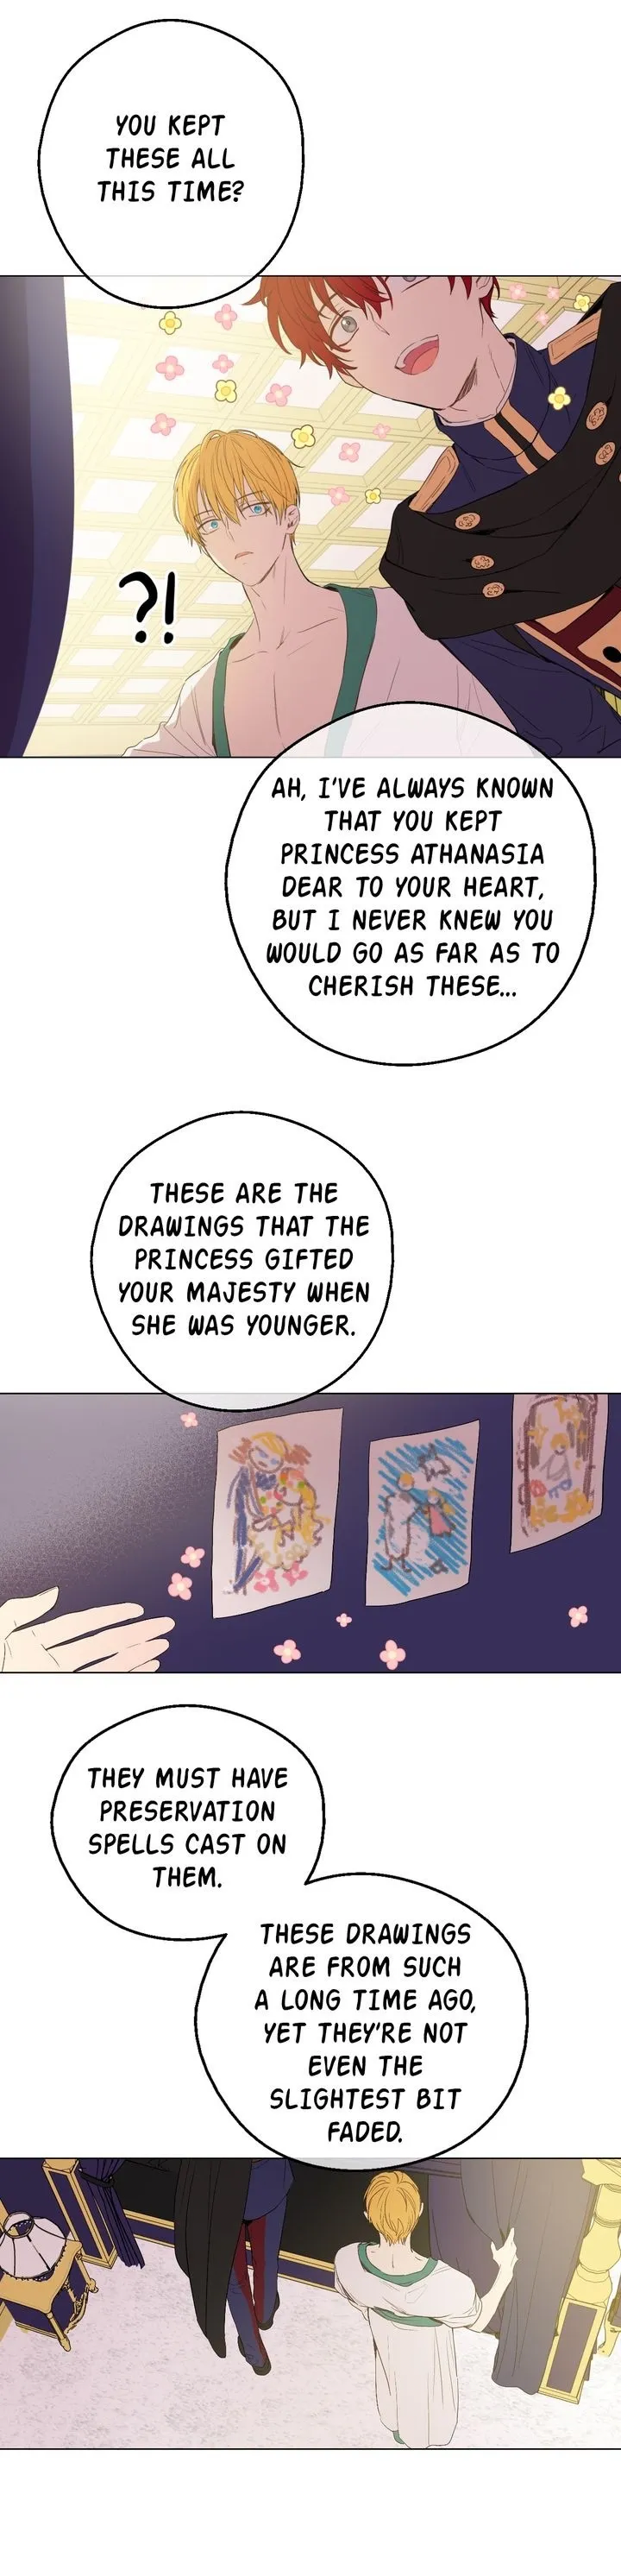 YOU KEPT
THESE ALL
THIS TIME?
?!
AH, I'VE ALWAYS KNOWN
THAT YOU KEPT
PRINCESS ATHANASIA
DEAR TO YOUR HEART,
BUT I NEVER KNEW YOU
WOULD GO AS FAR AS TO
CHERISH THESE...
THESE ARE THE
DRAWINGS THAT THE
PRINCESS GIFTED
YOUR MAJESTY WHEN
SHE WAS YOUNGER.
THEY MUST HAVE
PRESERVATION
SPELLS CAST ON
THEM.
THESE DRAWINGS
ARE FROM SUCH
A LONG TIME AGO,
YET THEY'RE NOT
EVEN THE
SLIGHTEST BIT
FADED.